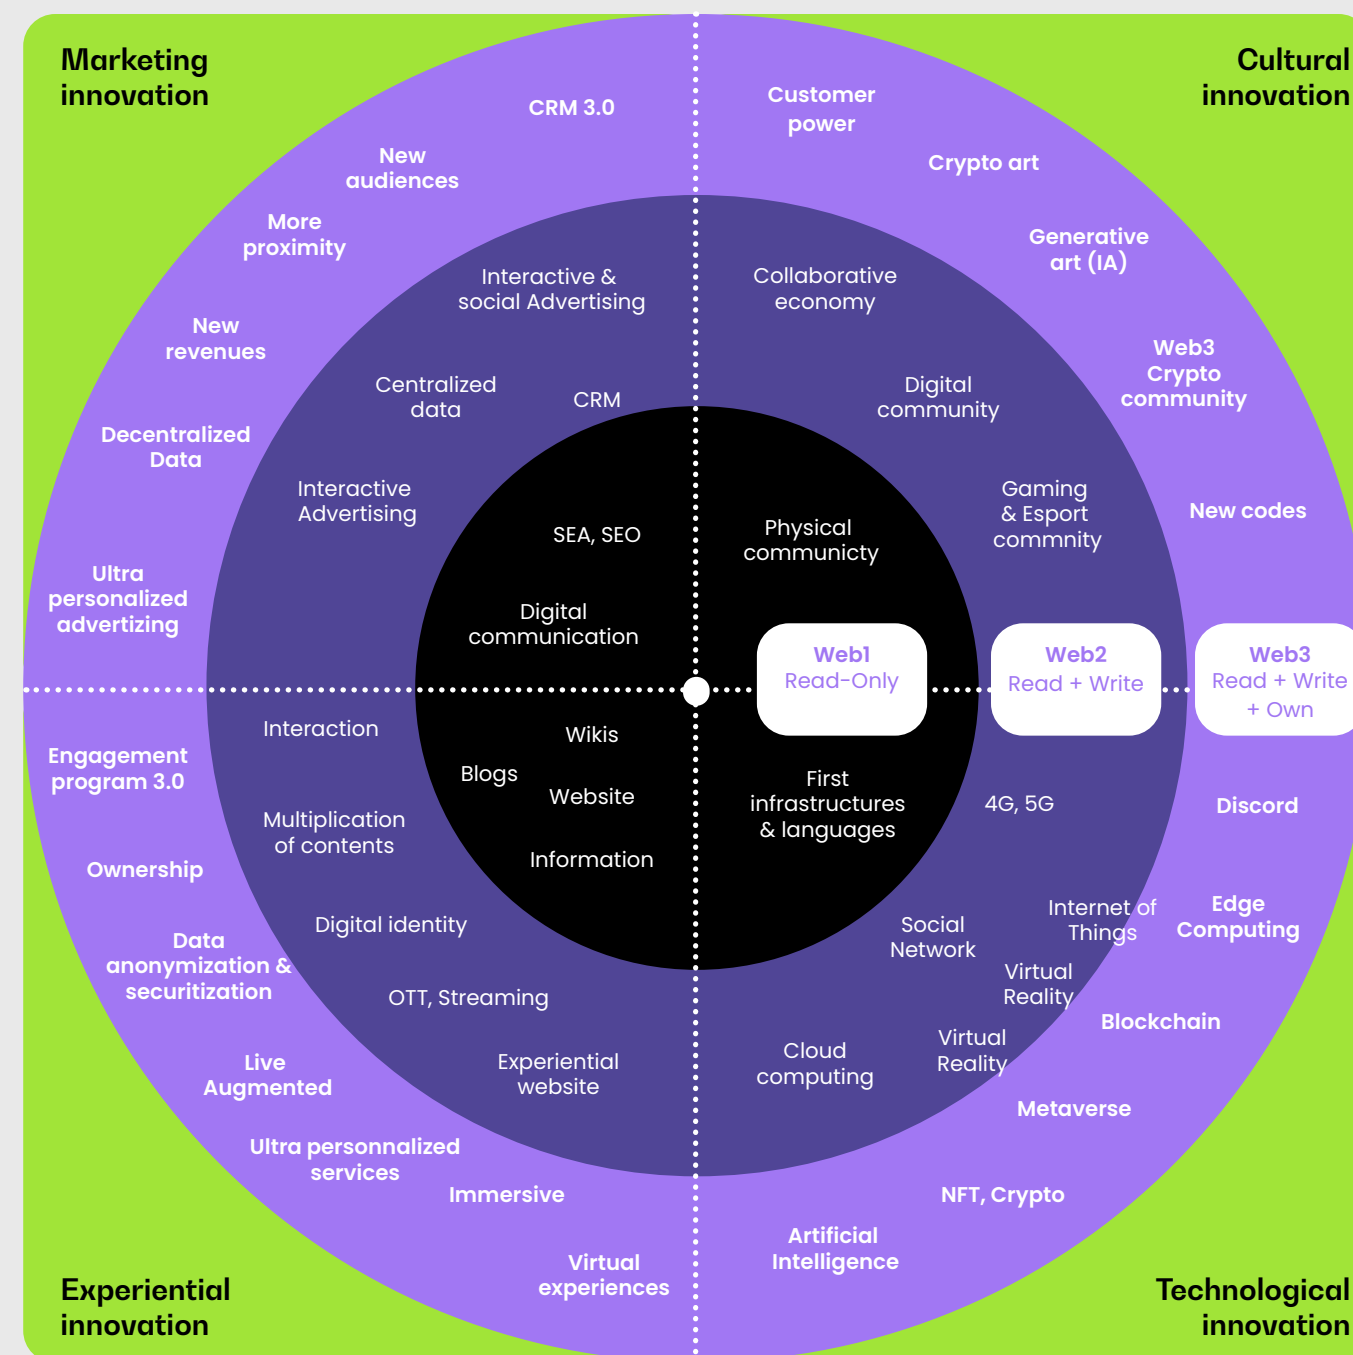 Marketing
innovation
Cultural
innovation
CRM 3.0
New
audiences
More
proximity
New
revenues
Decentralized
Data
Ultra
personalized
advertizing
Interactive &
social Advertising
Centralized
data
CRM
Interactive
Advertising
SEA, SEO
Digital
communication
Customer
power
Crypto art
Generative
art (IA)
Web3
Crypto
community
New codes
Collaborative
economy
Digital
community
Gaming
& Esport
commnity
Physical
communicty
Web1
Read-Only
Web2
Read + Write
Web3
Read + Write
+ Own
Interaction
Wikis
Blogs
Website
Information
Engagement
program 3.0
Multiplication
of contents
Ownership
Digital identity
Data
anonymization &
securitization
OTT, Streaming
Live
Augmented
Experiential
website
Ultra personnalized
services
Immersive
Virtual
experiences
First
infrastructures
& languages
4G, 5G
Discord
Internet of
Things
Edge
Computing
Social
Network
Virtual
Reality
Blockchain
Virtual
Reality
Cloud
computing
Metaverse
NFT, Crypto
Artificial
Intelligence
Experiential
innovation
Technological
innovation